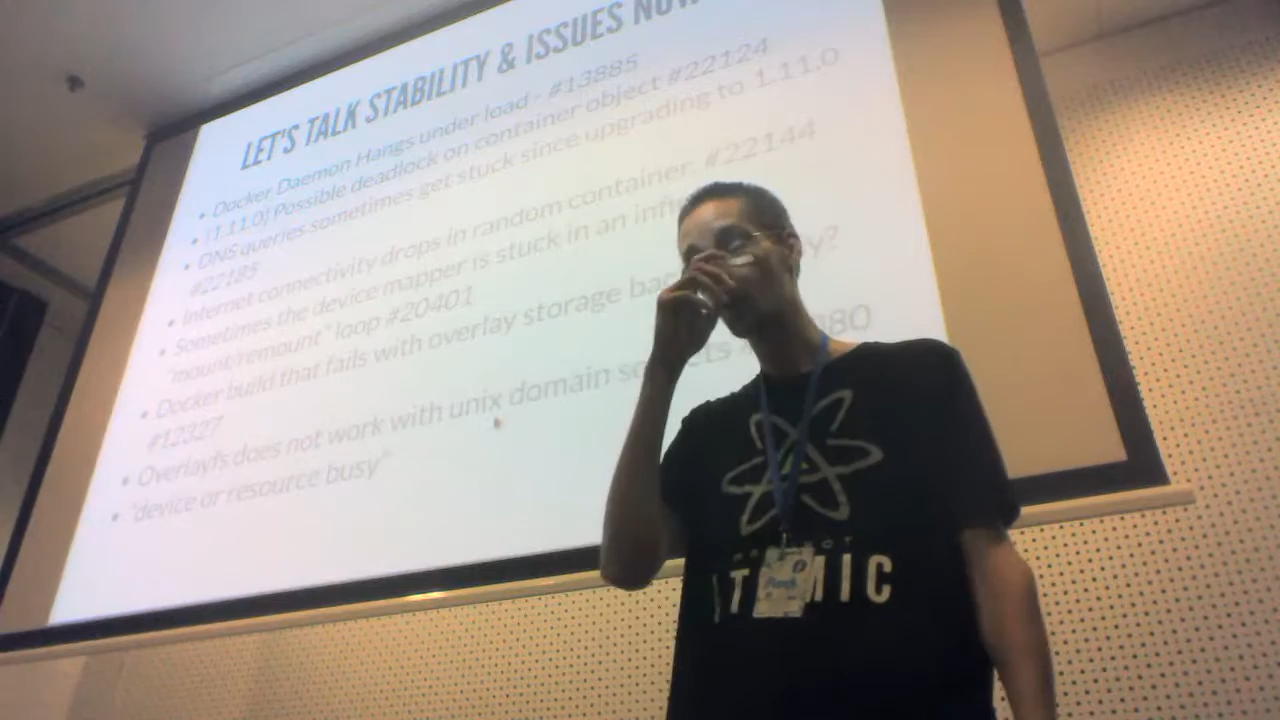 LET'S TALK STABILITY & ISSUES NOW
• Docker Daemon Hangs under load - #13885
• [1.11.0] Possible deadlock on container object #22124
• DNS queries sometimes get stuck since upgrading to 1.11.0
#22185
• Internet connectivity drops in random container. #22144
• Sometimes the device mapper is stuck in an
"mount/remount" loop #20401
• Docker build that fails with overlay storage
#12327
• Overlayfs does not work with unix domain
• "device or resource busy"
PROJECT
ATOMIC